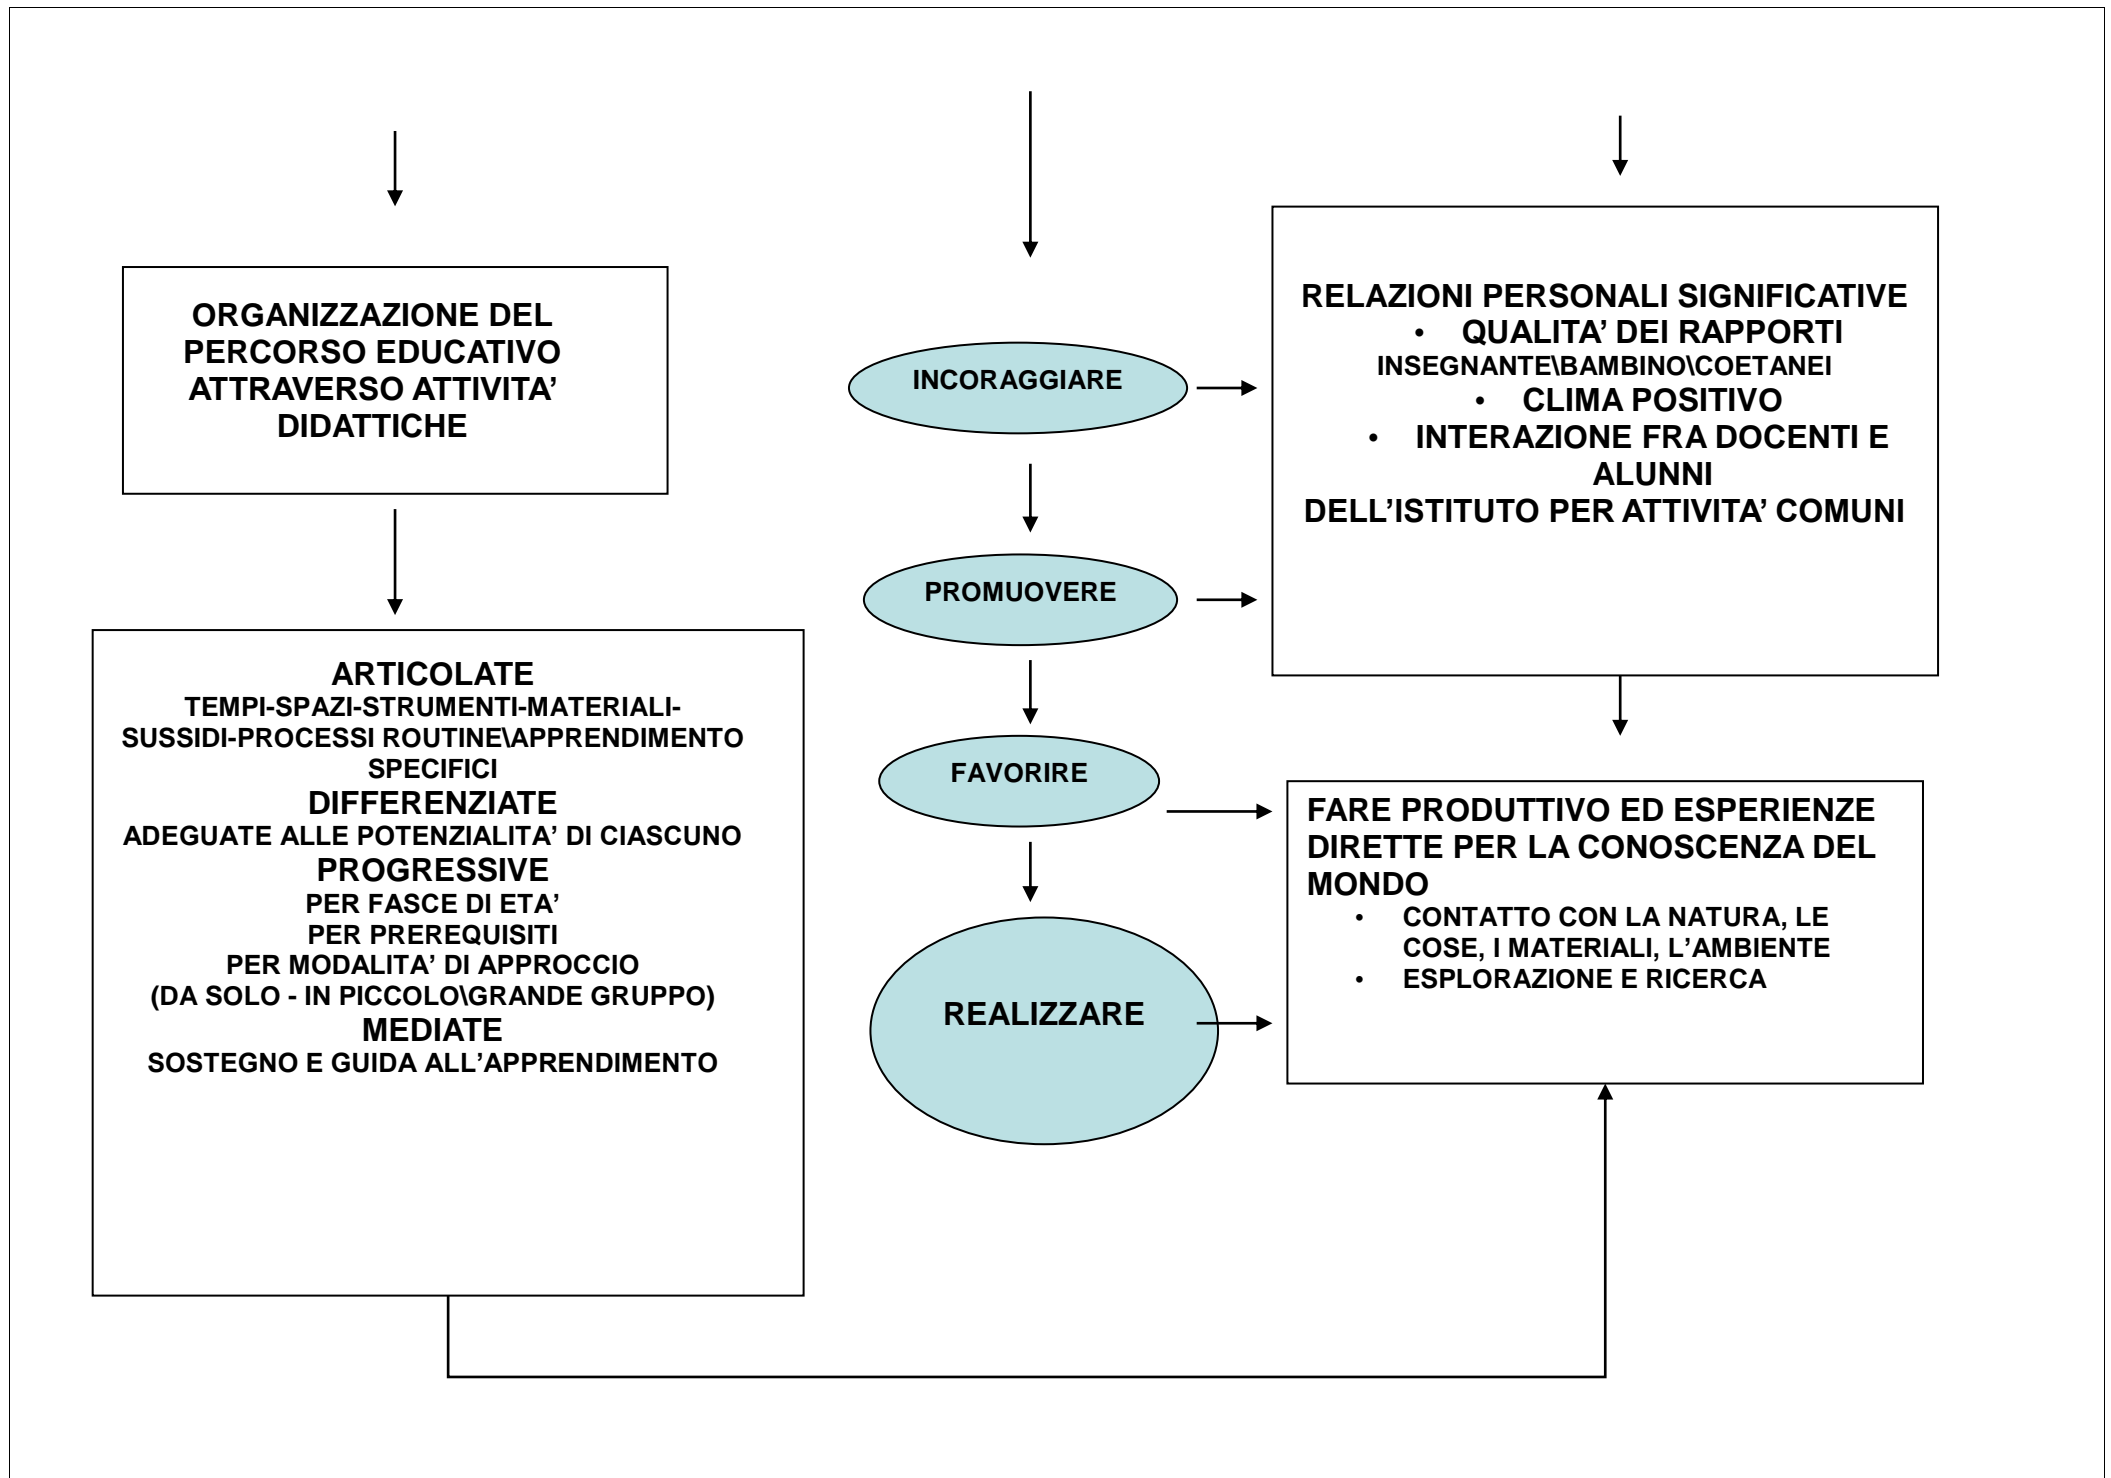 ORGANIZZAZIONE DEL
PERCORSO EDUCATIVO
ATTRAVERSO ATTIVITA’
DIDATTICHE
ARTICOLATE
TEMPI-SPAZI-STRUMENTI-MATERIALI-
SUSSIDI-PROCESSI ROUTINE\APPRENDIMENTO
SPECIFICI
DIFFERENZIATE
ADEGUATE ALLE POTENZIALITA’ DI CIASCUNO
PROGRESSIVE
PER FASCE DI ETA’
PER PREREQUISITI
PER MODALITA’ DI APPROCCIO
(DA SOLO - IN PICCOLO\GRANDE GRUPPO)
MEDIATE
SOSTEGNO E GUIDA ALL’APPRENDIMENTO
INCORAGGIARE
PROMUOVERE
FAVORIRE
REALIZZARE
RELAZIONI PERSONALI SIGNIFICATIVE
• QUALITA’ DEI RAPPORTI
INSEGNANTE\BAMBINO\COETANEI
• CLIMA POSITIVO
• INTERAZIONE FRA DOCENTI E
ALUNNI
DELL’ISTITUTO PER ATTIVITA’ COMUNI
FARE PRODUTTIVO ED ESPERIENZE
DIRETTE PER LA CONOSCENZA DEL
MONDO
• CONTATTO CON LA NATURA, LE
COSE, I MATERIALI, L’AMBIENTE
• ESPLORAZIONE E RICERCA